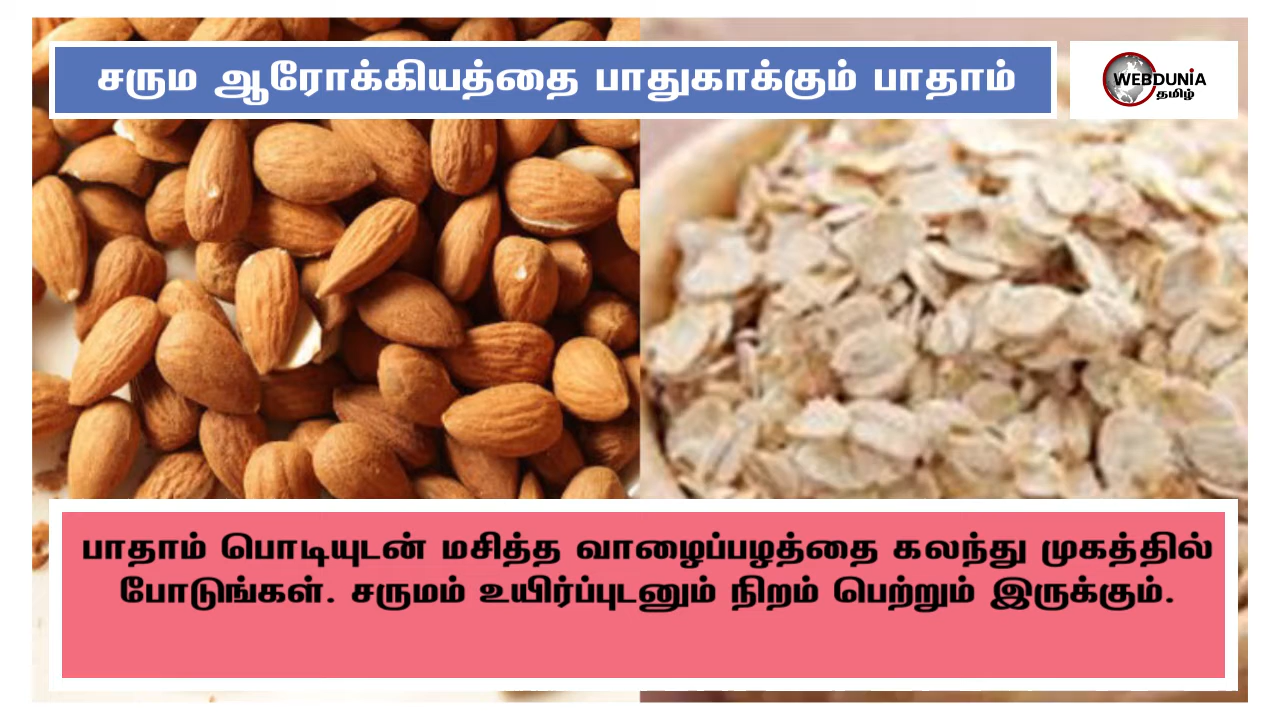 சரும ஆரோக்கியத்தை பாதுகாக்கும் பாதாம்
WEBDUNIA
தமிழ்
பாதாம் பொடியுடன் மசித்த வாழைப்பழத்தை கலந்து முகத்தில்
போடுங்கள். சருமம் உயிர்ப்புடனும் நிறம் பெற்றும் இருக்கும்.